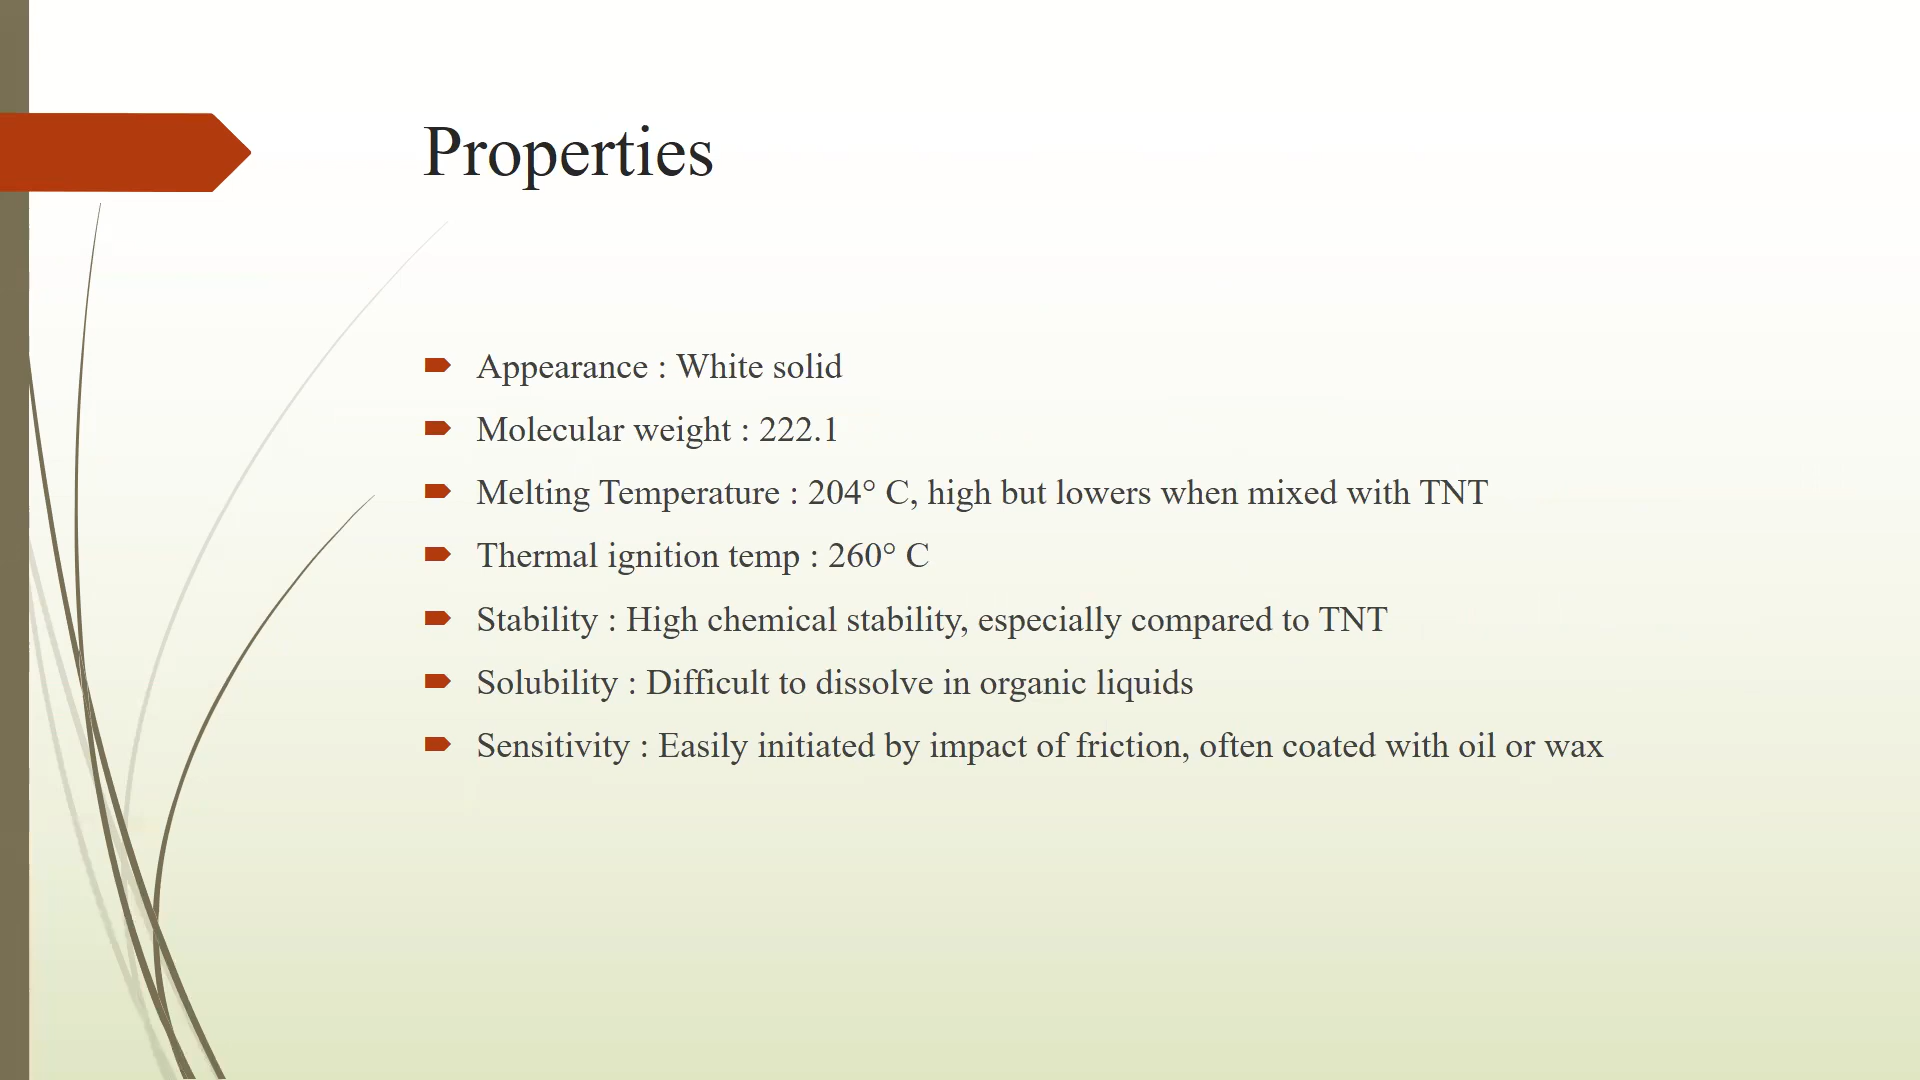 Properties
Appearance : White solid
Molecular weight : 222.1
Melting Temperature : 204° C, high but lowers when mixed with TNT
Thermal ignition temp : 260° C
Stability : High chemical stability, especially compared to TNT
Solubility : Difficult to dissolve in organic liquids
Sensitivity : Easily initiated by impact of friction, often coated with oil or wax